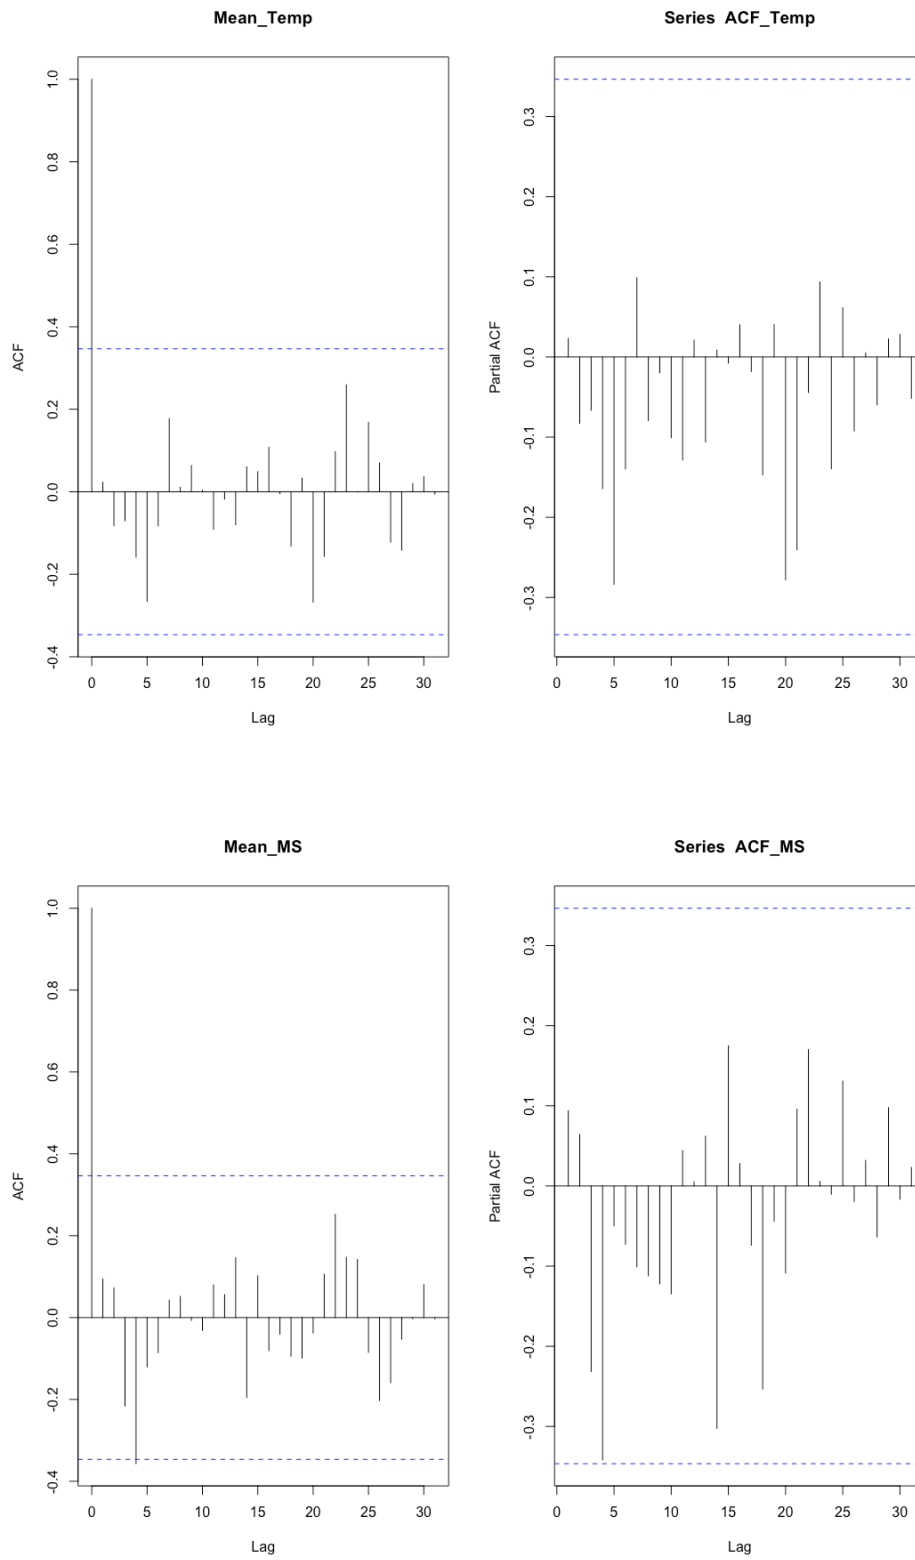 Mean_Temp
ACF
1.0
0.8
0.6
0.4
0.2
0.0
-0.2
-0.4
0 5 10 15 20 25 30
Lag
Series ACF_Temp
Partial ACF
0.3
0.2
0.1
0.0
-0.1
-0.2
-0.3
0 5 10 15 20 25 30
Lag
Mean_MS
ACF
1.0
0.8
0.6
0.4
0.2
0.0
-0.2
-0.4
0 5 10 15 20 25 30
Lag
Series ACF_MS
Partial ACF
0.3
0.2
0.1
0.0
-0.1
-0.2
-0.3
0 5 10 15 20 25 30
Lag